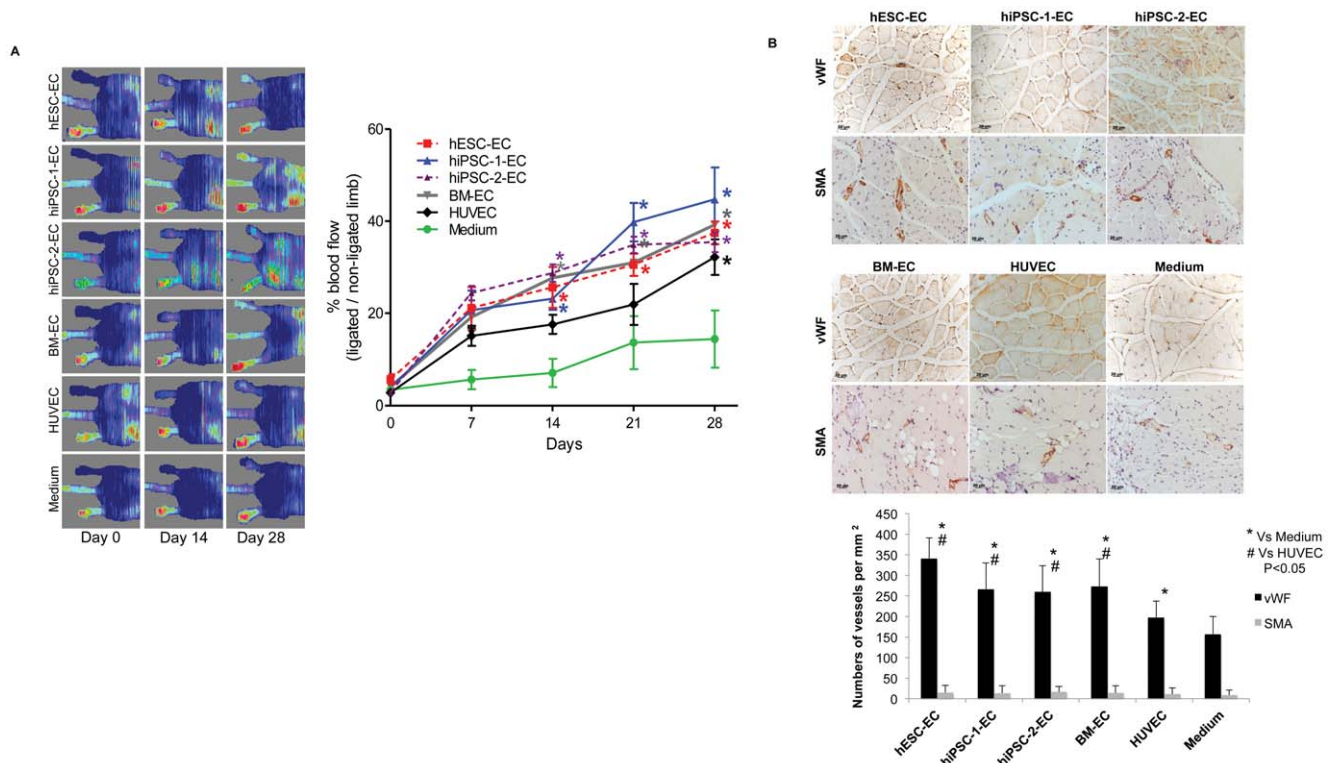 A
hESC-EC
hiPSC-1-EC
hiPSC-2-EC
BM-EC
HUVEC
Medium
Day 0 Day 14 Day 28
60
40
20
0
% blood flow
(ligated / non-ligated limb)
hESC-EC
hiPSC-1-EC
hiPSC-2-EC
BM-EC
HUVEC
Medium
* * * * * * * * * * * * *
0 7 14 21 28
Days
B
hESC-EC hiPSC-1-EC hiPSC-2-EC
vWF
SMA
BM-EC HUVEC Medium
vWF
SMA
450
400
350
300
250
200
150
100
50
0
Numbers of vessels per mm²
* * * * *
# # # #
* Vs Medium
# Vs HUVEC
P<0.05
vWF
SMA
hESC-EC
hiPSC-1-EC
hiPSC-2-EC
BM-EC
HUVEC
Medium